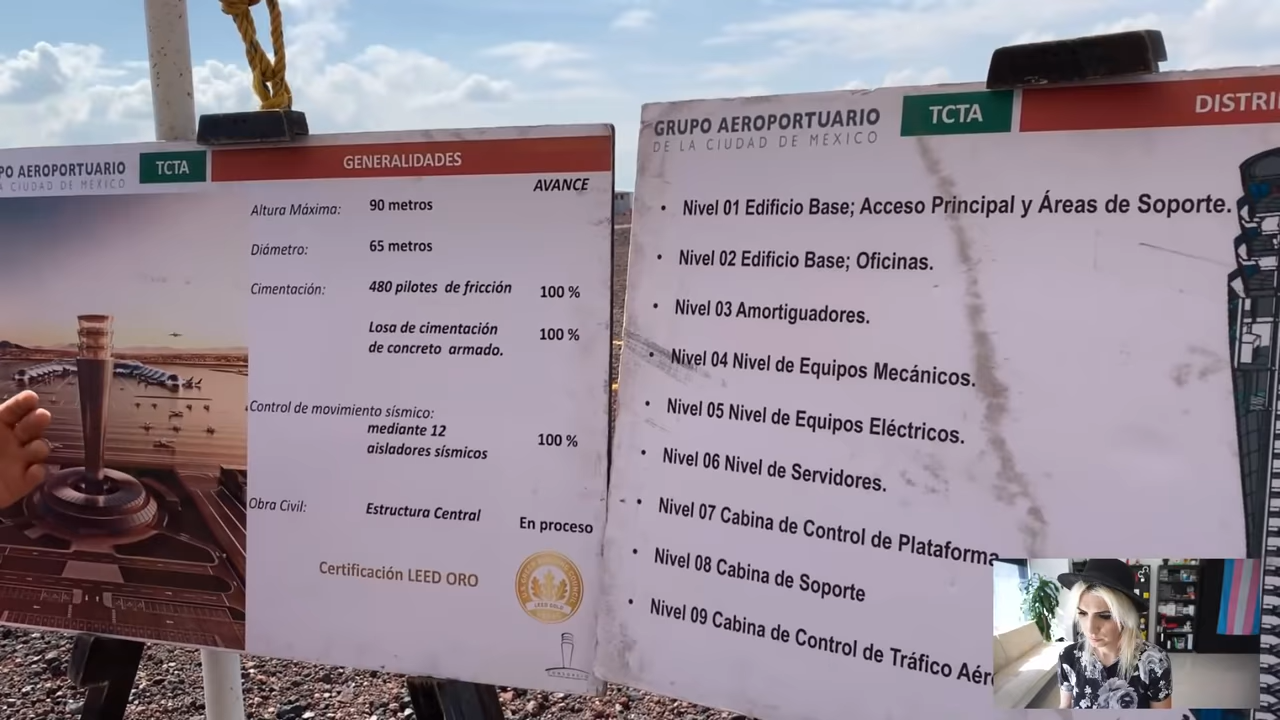 GRUPO AEROPORTUARIO
DE LA CIUDAD DE MÉXICO
TCTA
GENERALIDADES
AVANCE
Altura Máxima: 90 metros
Diámetro: 65 metros
Cimentación: 480 pilotes de fricción 100 %
Losa de cimentación 100 %
de concreto armado.
Control de movimiento sísmico:
mediante 12
aisladores sísmicos 100 %
Obra Civil: Estructura Central En proceso
Certificación LEED ORO
LEED GOLD
GRUPO AEROPORTUARIO
DE LA CIUDAD DE MÉXICO
TCTA
• Nivel 01 Edificio Base; Acceso Principal y Áreas de Soporte.
• Nivel 02 Edificio Base; Oficinas.
• Nivel 03 Amortiguadores.
• Nivel 04 Nivel de Equipos Mecánicos.
• Nivel 05 Nivel de Equipos Eléctricos.
• Nivel 06 Nivel de Servidores.
• Nivel 07 Cabina de Control de Plataforma
• Nivel 08 Cabina de Soporte
• Nivel 09 Cabina de Control de Tráfico